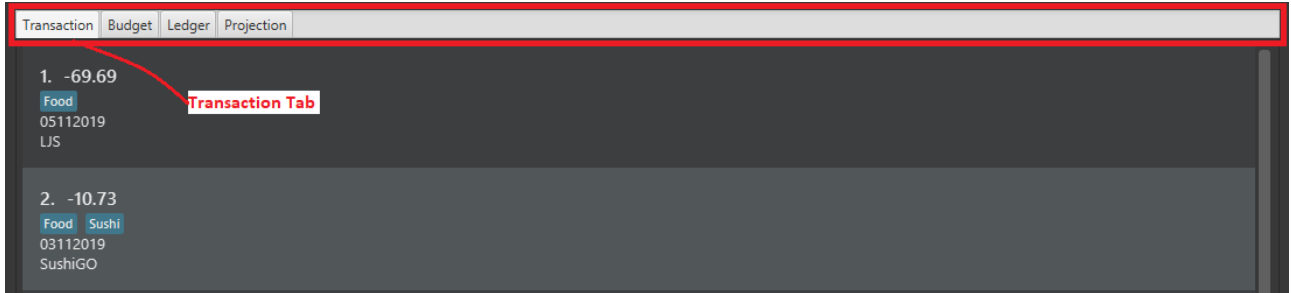 Transaction Budget Ledger Projection
1. -69.69
Food
Transaction Tab
05112019
LJS
2. -10.73
Food Sushi
03112019
SushiGO